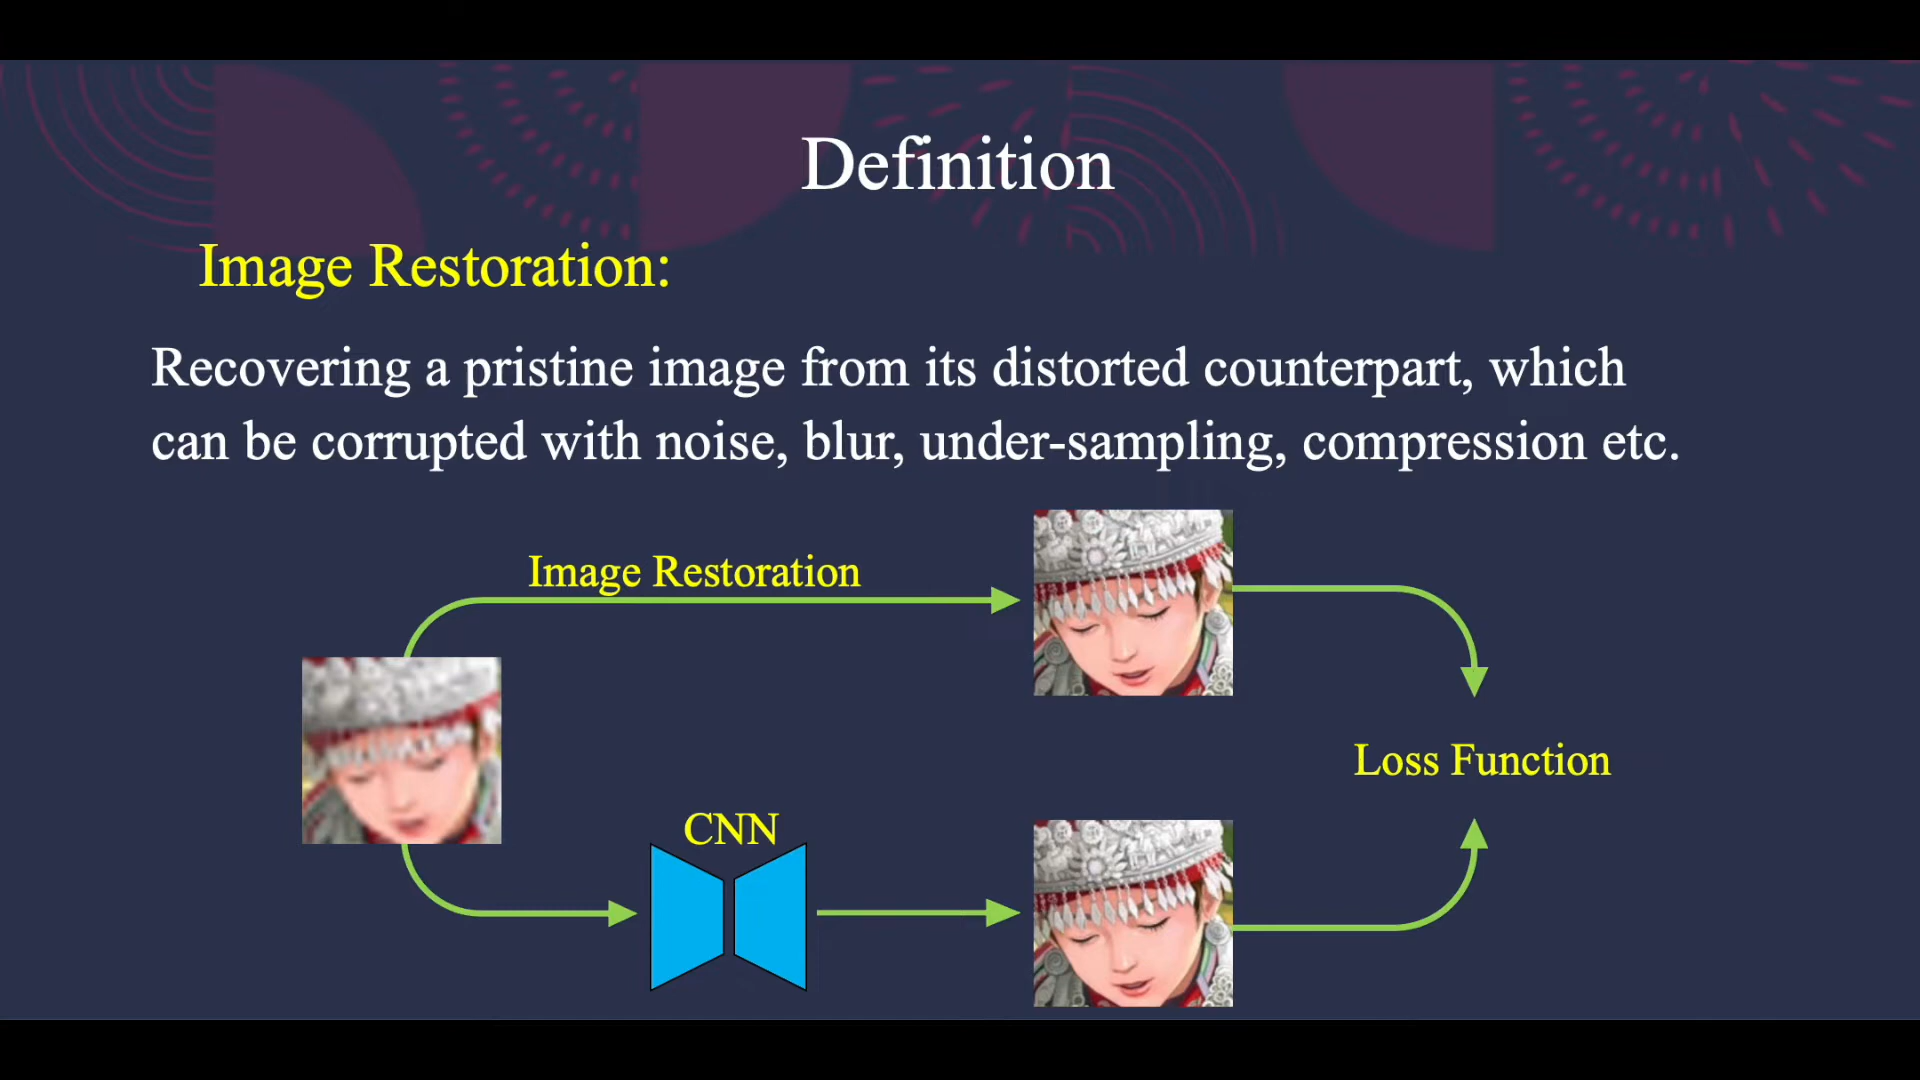 Definition
Image Restoration:
Recovering a pristine image from its distorted counterpart, which
can be corrupted with noise, blur, under-sampling, compression etc.
Image Restoration
Loss Function
CNN